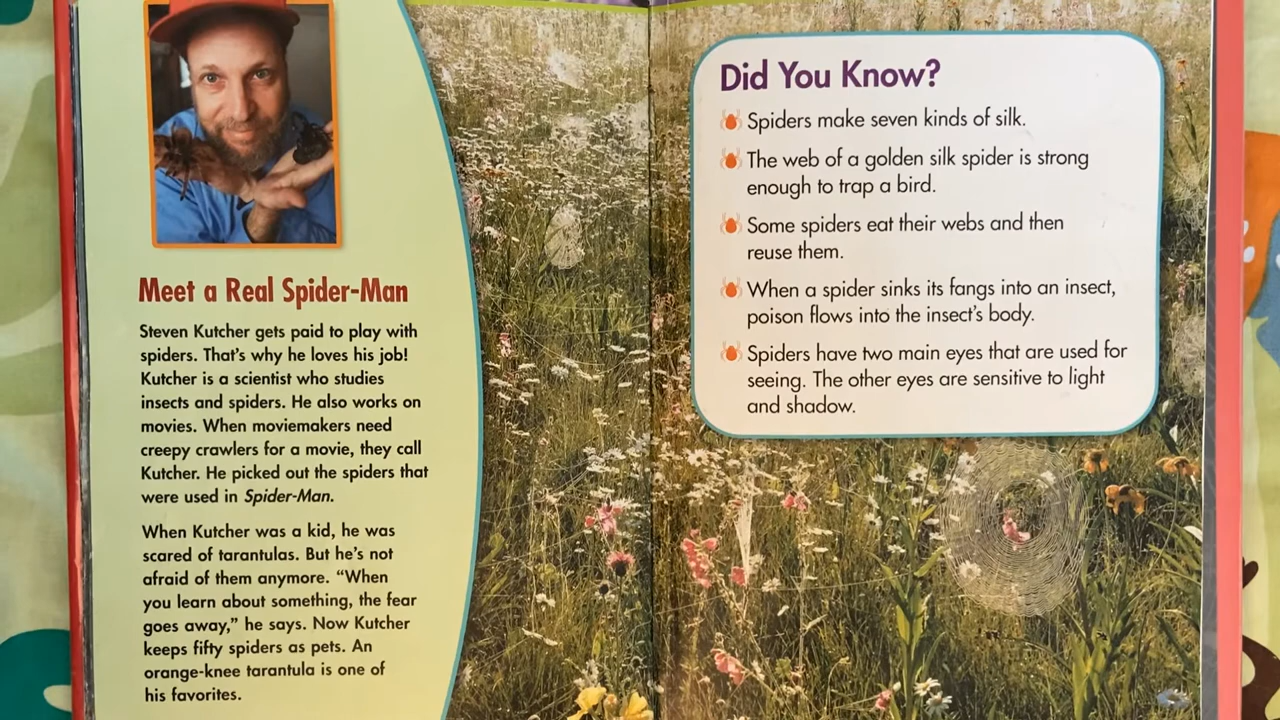 Meet a Real Spider-Man
Steven Kutcher gets paid to play with
spiders. That's why he loves his job!
Kutcher is a scientist who studies
insects and spiders. He also works on
movies. When moviemakers need
creepy crawlers for a movie, they call
Kutcher. He picked out the spiders that
were used in Spider-Man.
When Kutcher was a kid, he was
scared of tarantulas. But he's not
afraid of them anymore. “When
you learn about something, the fear
goes away,” he says. Now Kutcher
keeps fifty spiders as pets. An
orange-knee tarantula is one of
his favorites.
Did You Know?
Spiders make seven kinds of silk.
The web of a golden silk spider is strong
enough to trap a bird.
Some spiders eat their webs and then
reuse them.
When a spider sinks its fangs into an insect,
poison flows into the insect's body.
Spiders have two main eyes that are used for
seeing. The other eyes are sensitive to light
and shadow.